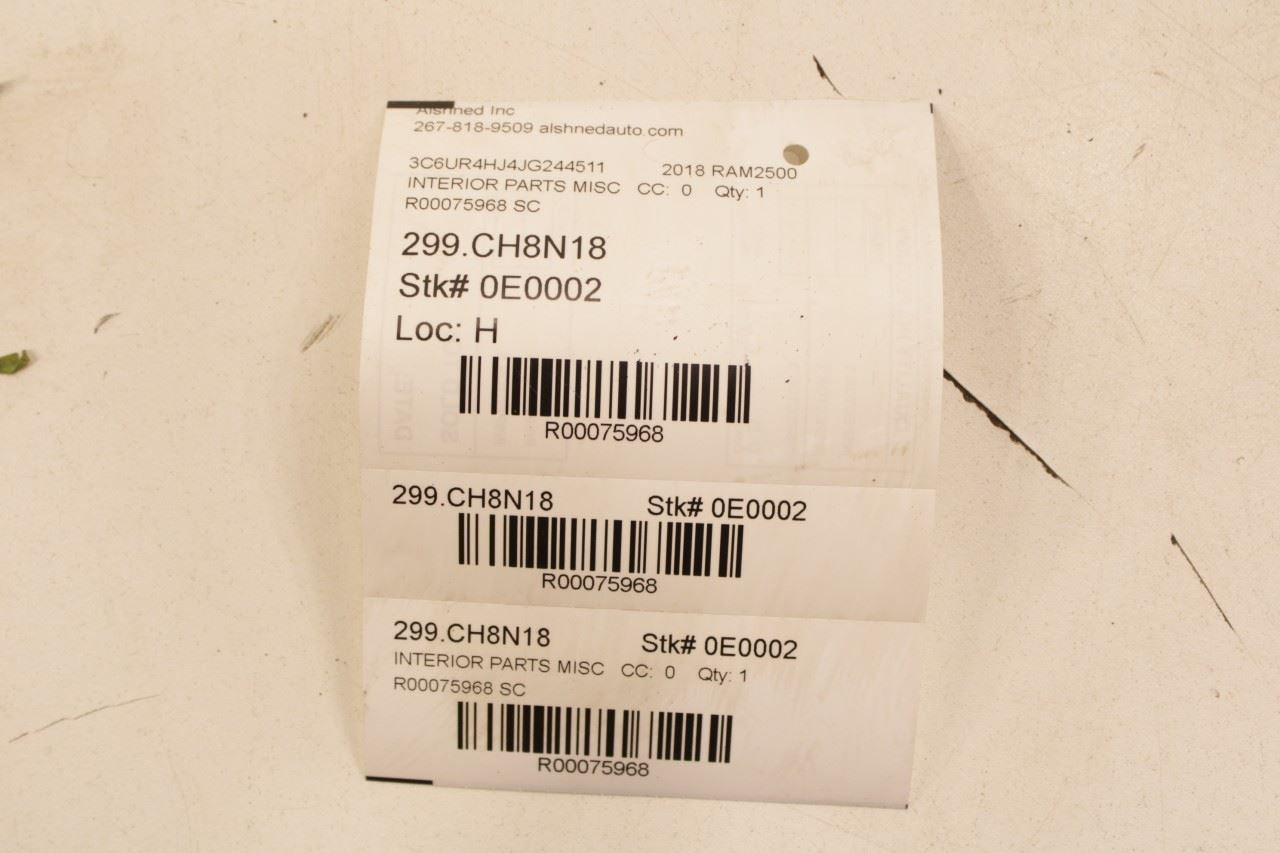 Alshned Inc
267-818-9509 alshnedauto.com
3C6UR4HJ4JG244511 2018 RAM2500
INTERIOR PARTS MISC CC: 0 Qty: 1
R00075968 SC
299.CH8N18
Stk# 0E0002
Loc: H
R00075968
299.CH8N18 Stk# 0E0002
R00075968
299.CH8N18 Stk# 0E0002
INTERIOR PARTS MISC CC: 0 Qty: 1
R00075968 SC
R00075968